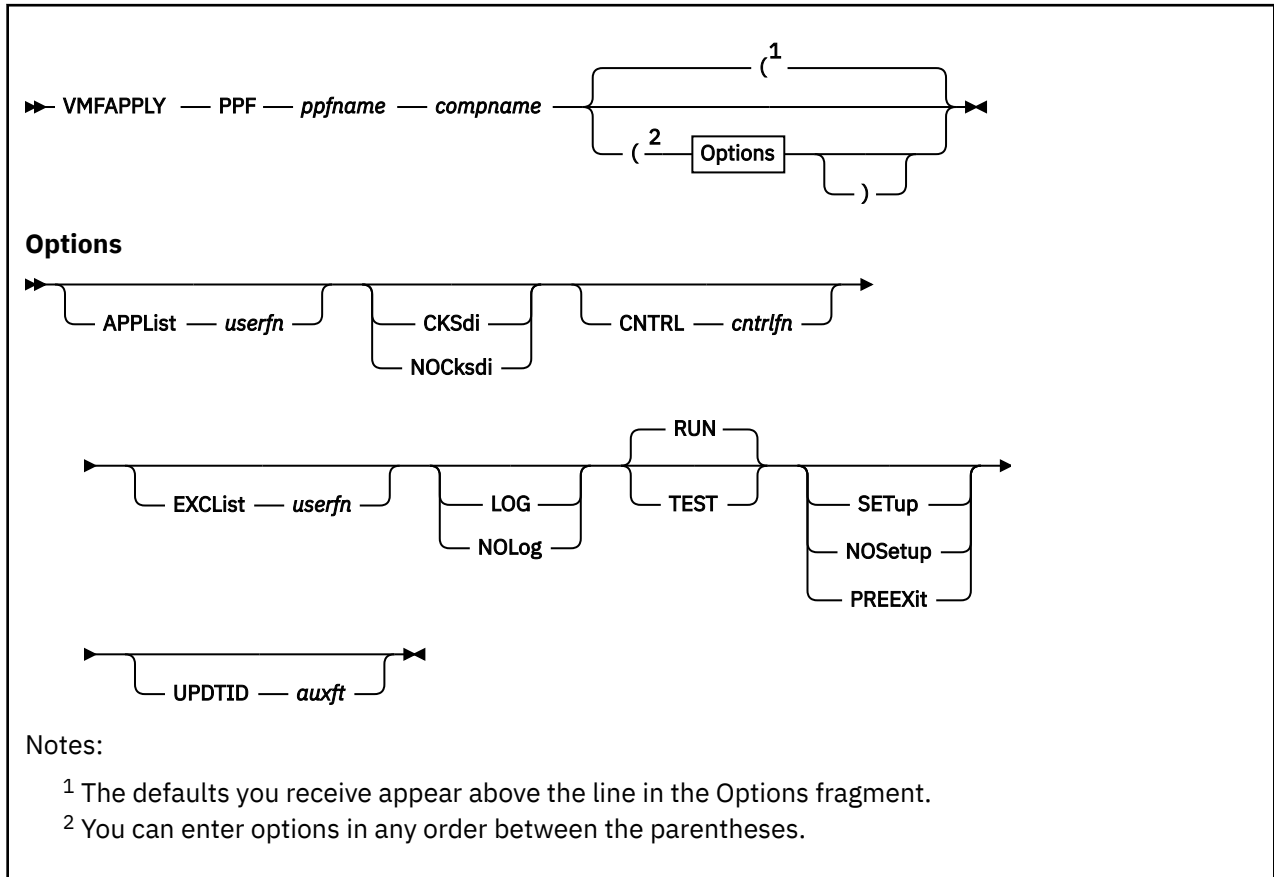 ( 1
VMFAPPLY PPF ppfname compname
( 2 Options
)
Options
APPList userfn CKSdi CNTRL cntrlfn
NOCksdi
RUN
EXCList userfn LOG TEST SETup
NOLog NOSetup
PREEXit
UPDTID auxft
Notes:
1 The defaults you receive appear above the line in the Options fragment.
2 You can enter options in any order between the parentheses.